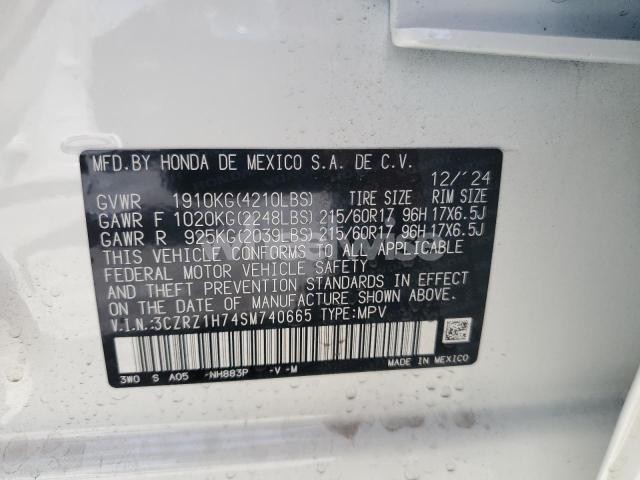 MFD.BY HONDA DE MEXICO S.A. DE C.V.
12/'24
GVWR 1910KG(4210LBS) TIRE SIZE RIM SIZE
GAWR F 1020KG(2248LBS) 215/60R17 96H 17X6.5J
GAWR R 925KG(2039LBS) 215/60R17 96H 17X6.5J
THIS VEHICLE CONFORMS TO ALL APPLICABLE
FEDERAL MOTOR VEHICLE SAFETY
AND THEFT PREVENTION STANDARDS IN EFFECT
ON THE DATE OF MANUFACTURE SHOWN ABOVE.
V.I.N.:3CZRZ1H74SM740665 TYPE:MPV
3W0 S A05 -NH883P -V -M
MADE IN MEXICO